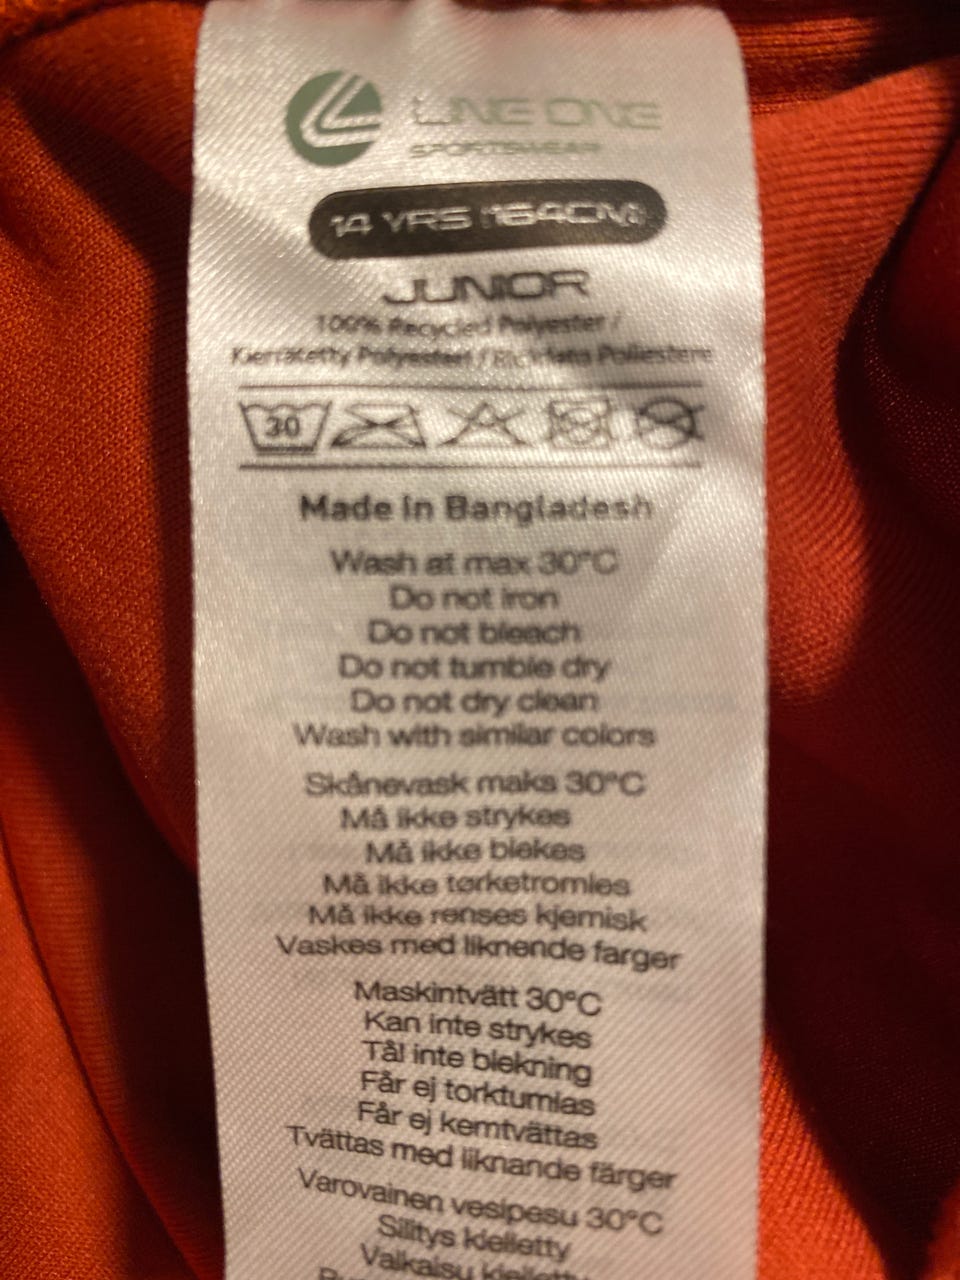 LINE ONE
SPORTSWEAR
14 YRS (164CM)
JUNIOR
100% Recycled Polyester /
Kierrätetty Polyesteri / Riciclato Poliestere
30
Made in Bangladesh
Wash at max 30°C
Do not iron
Do not bleach
Do not tumble dry
Do not dry clean
Wash with similar colors
Skånevask maks 30°C
Må ikke strykes
Må ikke blekes
Må ikke tørketromles
Må ikke renses kjemisk
Vaskes med liknende farger
Maskintvätt 30°C
Kan inte strykes
Tål inte blekning
Får ej torktumlas
Får ej kemtvättas
Tvättas med liknande färger
Varovainen vesipesu 30°C
Silitys kielletty
Valkaisu kielletty